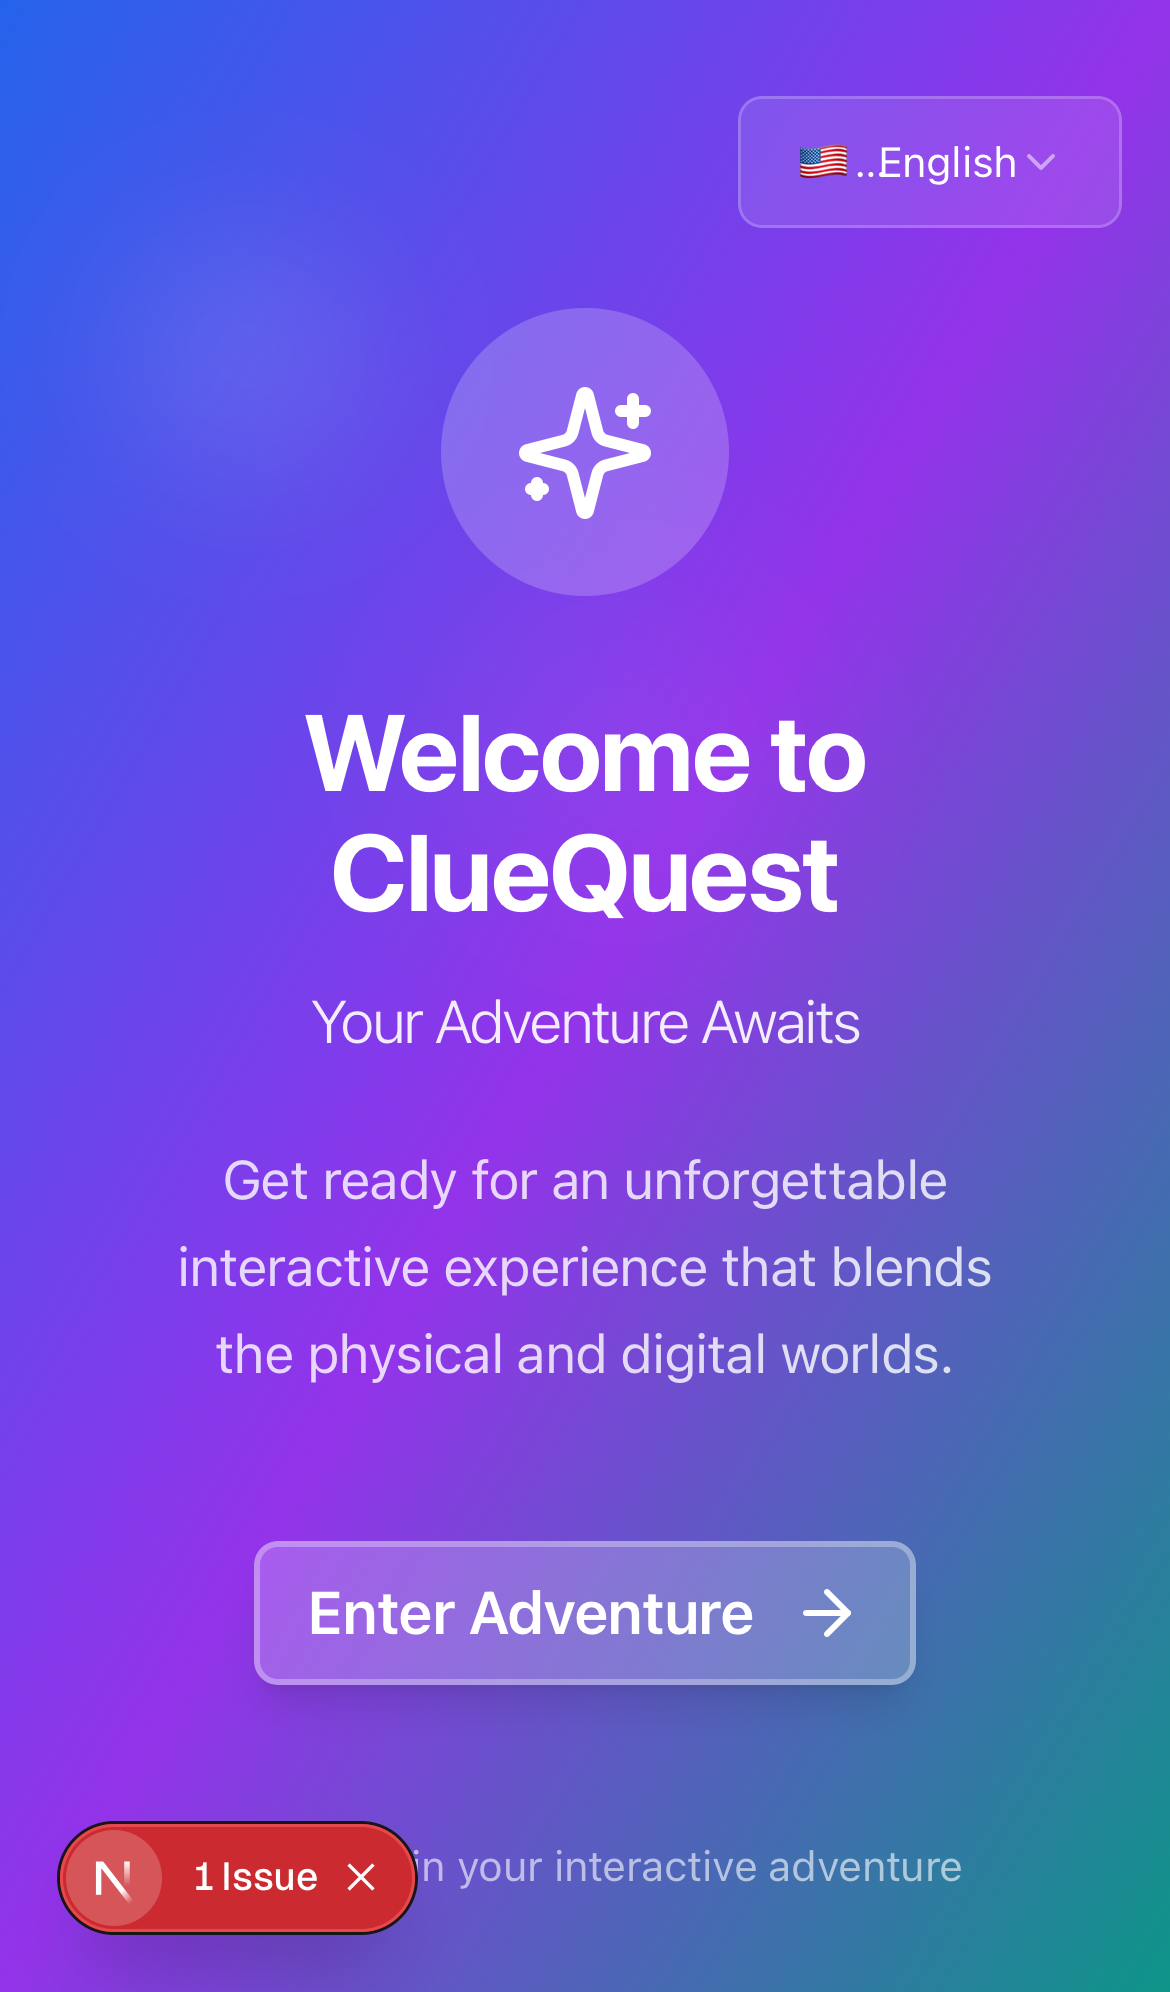 🇺🇸 ..English
Welcome to
ClueQuest
Your Adventure Awaits
Get ready for an unforgettable
interactive experience that blends
the physical and digital worlds.
Enter Adventure
in your interactive adventure
N 1 Issue